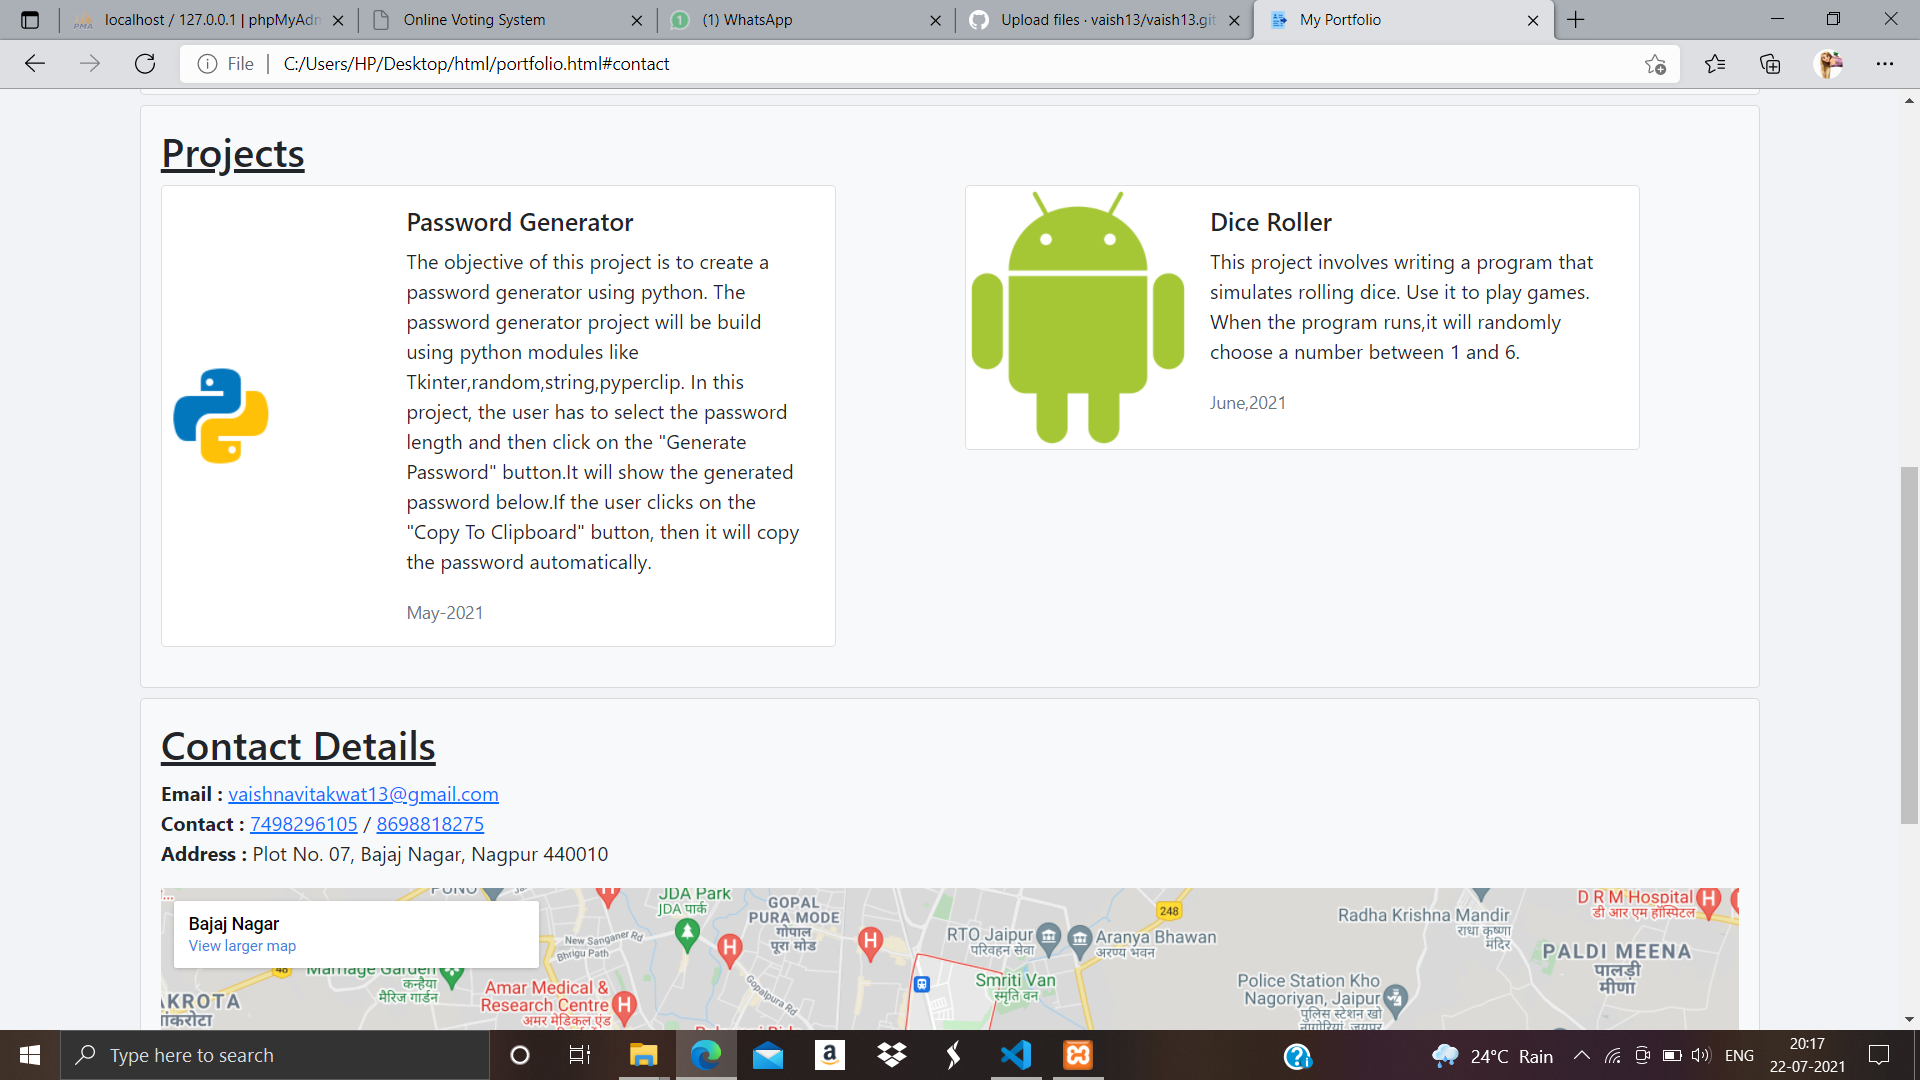 localhost / 127.0.0.1 | phpMyAdm
Online Voting System
(1) WhatsApp
Upload files · vaish13/vaish13.git
My Portfolio
File
C:/Users/HP/Desktop/html/portfolio.html#contact
Projects
Password Generator
The objective of this project is to create a
password generator using python. The
password generator project will be build
using python modules like
Tkinter,random,string,pyperclip. In this
project, the user has to select the password
length and then click on the "Generate
Password" button.It will show the generated
password below.If the user clicks on the
"Copy To Clipboard" button, then it will copy
the password automatically.
May-2021
Dice Roller
This project involves writing a program that
simulates rolling dice. Use it to play games.
When the program runs,it will randomly
choose a number between 1 and 6.
June,2021
Contact Details
Email : vaishnavitakwat13@gmail.com
Contact : 7498296105 / 8698818275
Address : Plot No. 07, Bajaj Nagar, Nagpur 440010
Bajaj Nagar
View larger map
JDA Park
JDA पार्क
GOPAL
PURA MODE
गोपाल
पूरा मोड
248
New Sanganer Rd
Bhrigu Path
RTO Jaipur
परिवहन सेवा
Aranya Bhawan
अरण्य भवन
Radha Krishna Mandir
राधा कृष्णा
मंदिर
D R M Hospital
डी आर एम हॉस्पिटल
PALDI MEENA
पालड़ी
मीणा
48
Marriage Garden
कन्हैया
मैरिज गार्डन
Amar Medical &
Research Centre
अमर मेडिकल एंड
Gopalpura Rd
Smriti Van
स्मृति वन
Police Station Kho
Nagoriyan, Jaipur
पुलिस स्टेशन खो
नागोरियां, जयपुर
Type here to search
24°C Rain
ENG
20:17
22-07-2021